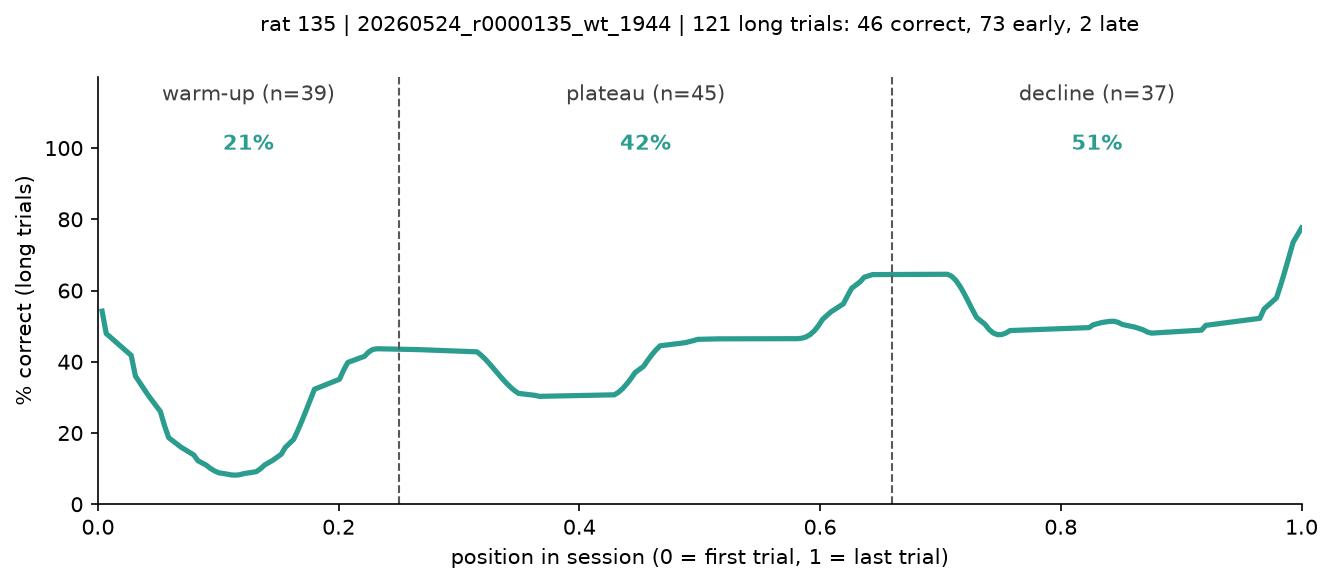 rat 135 | 20260524_r0000135_wt_1944 | 121 long trials: 46 correct, 73 early, 2 late
warm-up (n=39)
plateau (n=45)
decline (n=37)
21%
42%
51%
% correct (long trials)
100
80
60
40
20
0
0.0
0.2
0.4
0.6
0.8
1.0
position in session (0 = first trial, 1 = last trial)